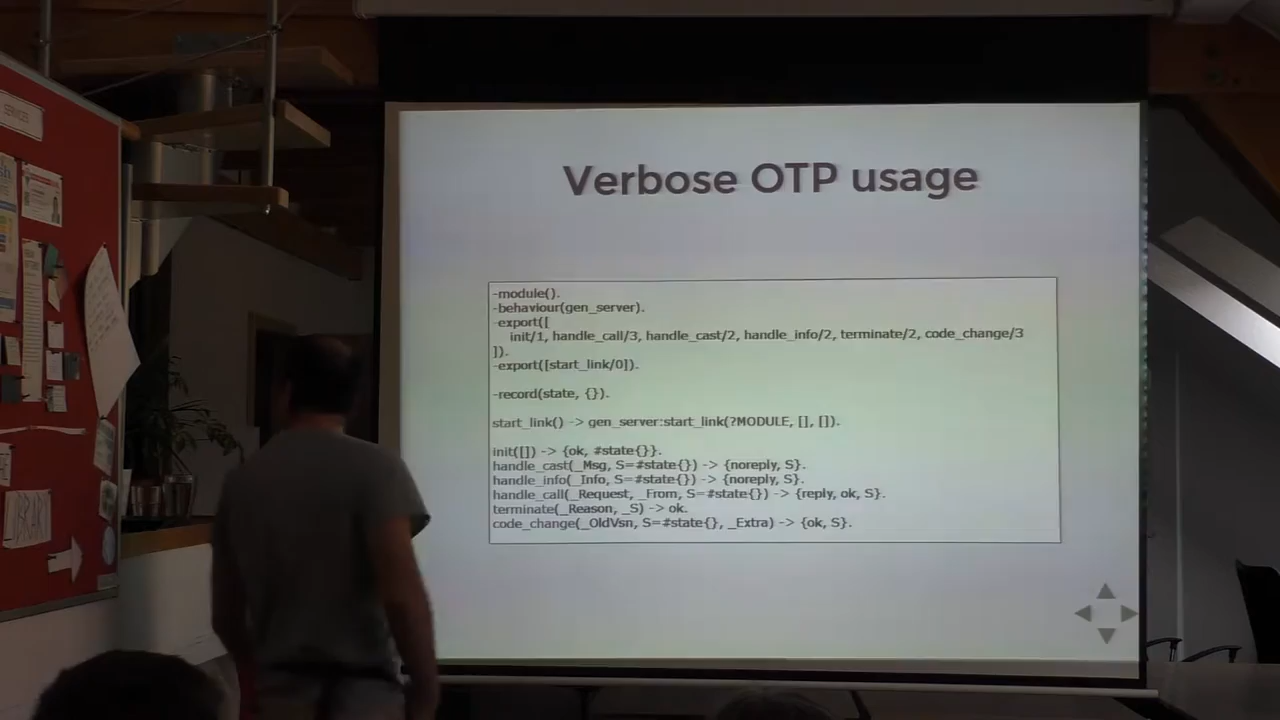 SERVICES
Verbose OTP usage
-module().
-behaviour(gen_server).
-export([
init/1, handle_call/3, handle_cast/2, handle_info/2, terminate/2, code_change/3
]).
-export([start_link/0]).
-record(state, {}).
start_link() -> gen_server:start_link(?MODULE, [], []).
init([]) -> {ok, #state{}}.
handle_cast(_Msg, S=#state{}) -> {noreply, S}.
handle_info(_Info, S=#state{}) -> {noreply, S}.
handle_call(_Request, _From, S=#state{}) -> {reply, ok, S}.
terminate(_Reason, _S) -> ok.
code_change(_OldVsn, S=#state{}, _Extra) -> {ok, S}.